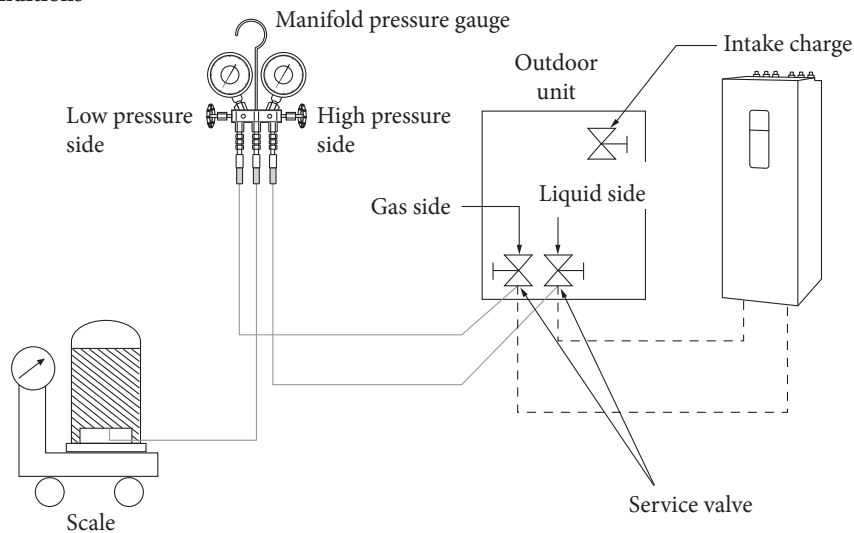 Manifold pressure gauge
Intake charge
Outdoor
unit
Low pressure
side
High pressure
side
Gas side
Liquid side
Service valve
Scale